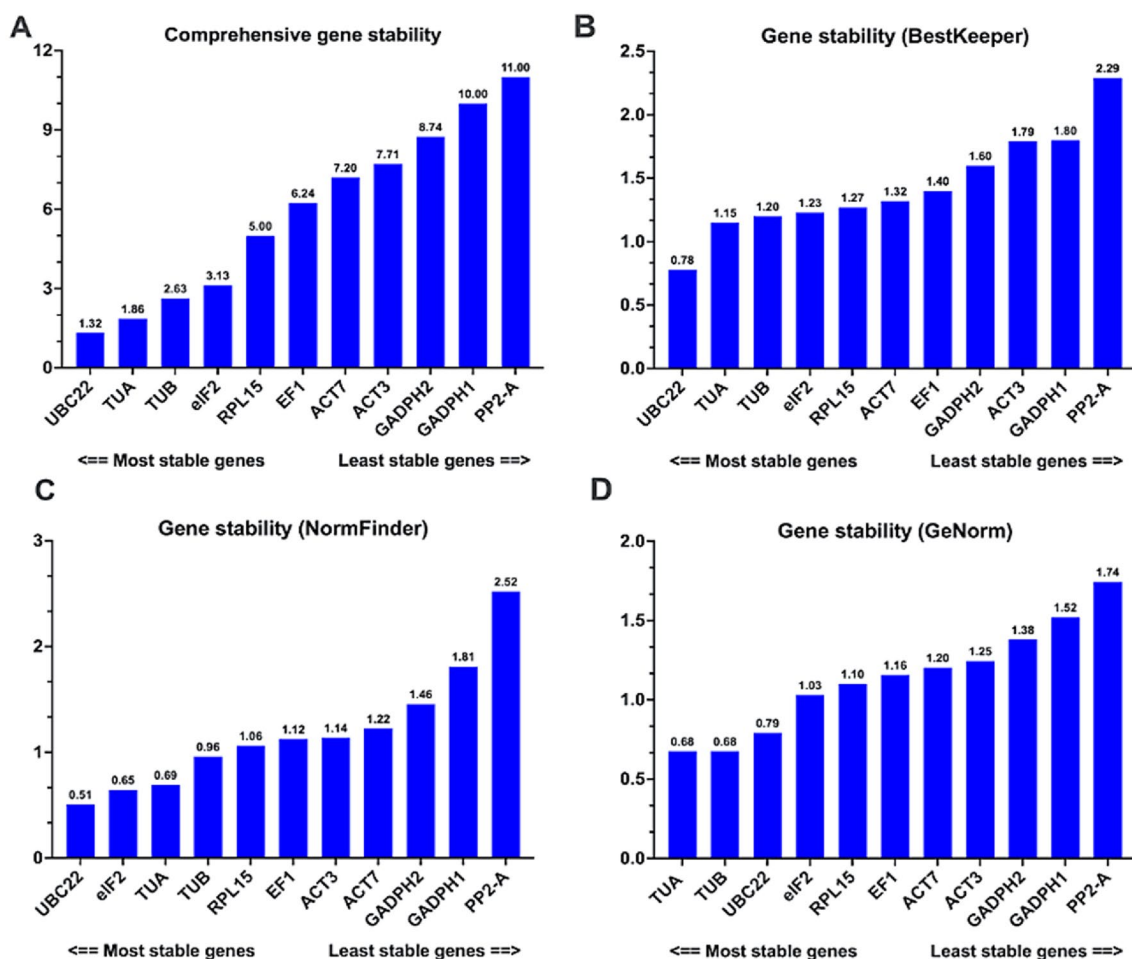 A
Comprehensive gene stability
12
9
6
3
0
1.32
1.86
2.63
3.13
5.00
6.24
7.20
7.71
8.74
10.00
11.00
UBC22
TUA
TUB
eIF2
RPL15
EF1
ACT7
ACT3
GADPH2
GADPH1
PP2-A
<== Most stable genes
Least stable genes ==>
B
Gene stability (BestKeeper)
2.5
2.0
1.5
1.0
0.5
0.0
0.78
1.15
1.20
1.23
1.27
1.32
1.40
1.60
1.79
1.80
2.29
UBC22
TUA
TUB
eIF2
RPL15
ACT7
EF1
GADPH2
ACT3
GADPH1
PP2-A
<== Most stable genes
Least stable genes ==>
C
Gene stability (NormFinder)
3
2
1
0
0.51
0.65
0.69
0.96
1.06
1.12
1.14
1.22
1.46
1.81
2.52
UBC22
eIF2
TUA
TUB
RPL15
EF1
ACT3
ACT7
GADPH2
GADPH1
PP2-A
<== Most stable genes
Least stable genes ==>
D
Gene stability (GeNorm)
2.0
1.5
1.0
0.5
0.0
0.68
0.68
0.79
1.03
1.10
1.16
1.20
1.25
1.38
1.52
1.74
TUA
TUB
UBC22
eIF2
RPL15
EF1
ACT7
ACT3
GADPH2
GADPH1
PP2-A
<== Most stable genes
Least stable genes ==>